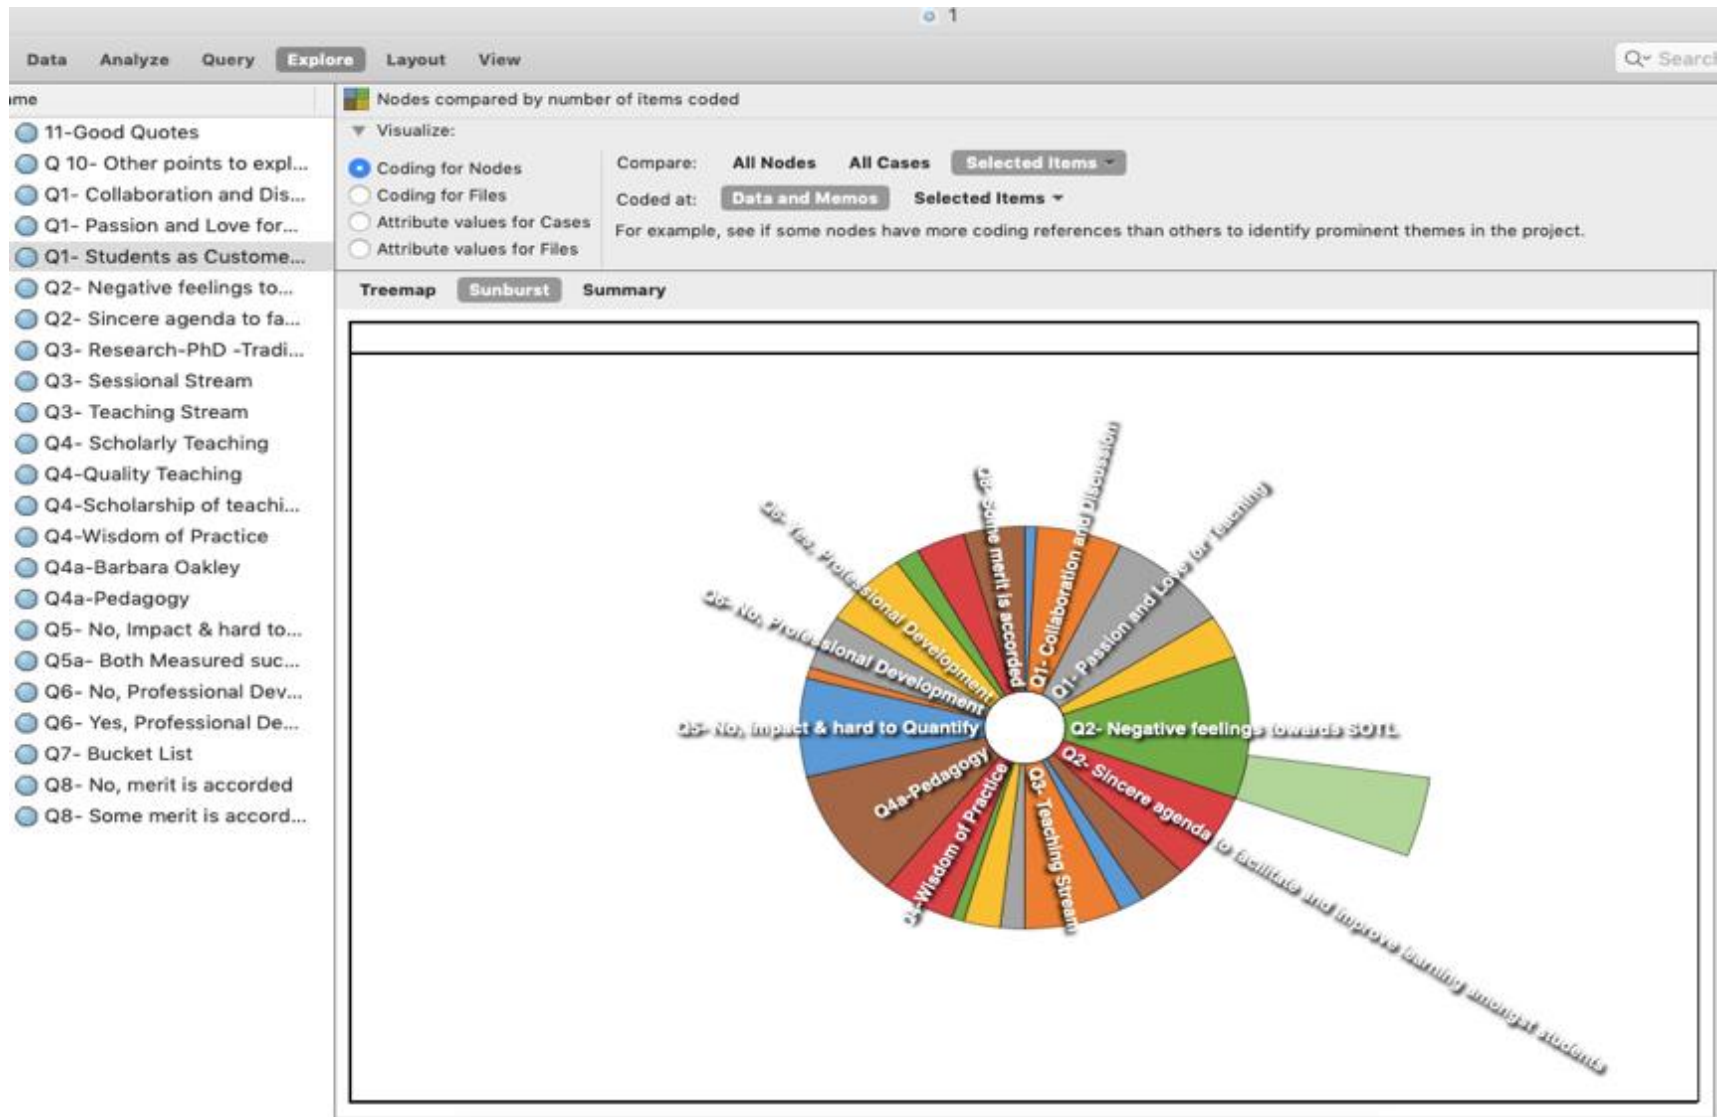 1
Data Analyze Query Explore Layout View
Search
me
11-Good Quotes
Q 10- Other points to expl...
Q1- Collaboration and Dis...
Q1- Passion and Love for...
Q1- Students as Custome...
Q2- Negative feelings to...
Q2- Sincere agenda to fa...
Q3- Research-PhD -Tradi...
Q3- Sessional Stream
Q3- Teaching Stream
Q4- Scholarly Teaching
Q4-Quality Teaching
Q4-Scholarship of teachi...
Q4-Wisdom of Practice
Q4a-Barbara Oakley
Q4a-Pedagogy
Q5- No, Impact & hard to...
Q5a- Both Measured suc...
Q6- No, Professional Dev...
Q6- Yes, Professional De...
Q7- Bucket List
Q8- No, merit is accorded
Q8- Some merit is accord...
Nodes compared by number of items coded
Visualize:
Coding for Nodes
Coding for Files
Attribute values for Cases
Attribute values for Files
Compare: All Nodes All Cases Selected Items
Coded at: Data and Memos Selected Items
For example, see if some nodes have more coding references than others to identify prominent themes in the project.
Treemap Sunburst Summary
Q8- Some merit is accorded
Q1- Collaboration and Discussion
Q1- Passion and Love for Teaching
Q2- Negative feelings towards SOTL
Q2- Sincere agenda to facilitate and improve learning amongst students
Q3- Teaching Stream
Q4-Wisdom of Practice
Q4a-Pedagogy
Q5- No, Impact & hard to Quantify
Q6- No, Professional Development
Q6- Yes, Professional Development